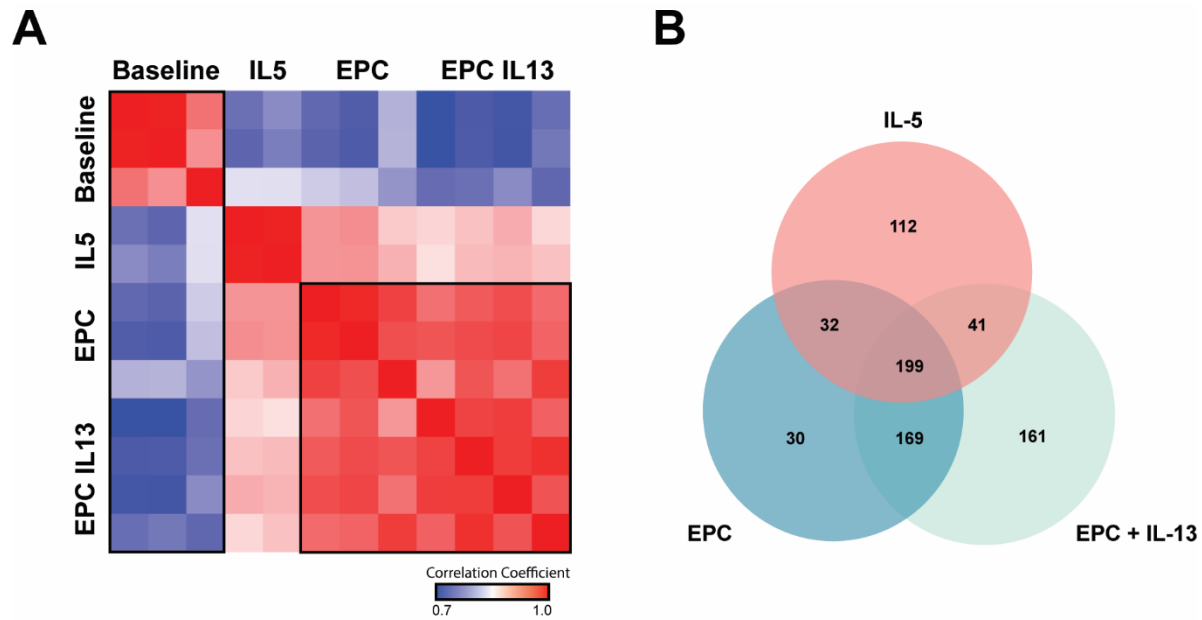 A
Baseline IL5 EPC EPC IL13
Baseline
IL5
EPC
EPC IL13
Correlation Coefficient
0.7 1.0
B
IL-5
112
32 41
199
30 169 161
EPC EPC + IL-13